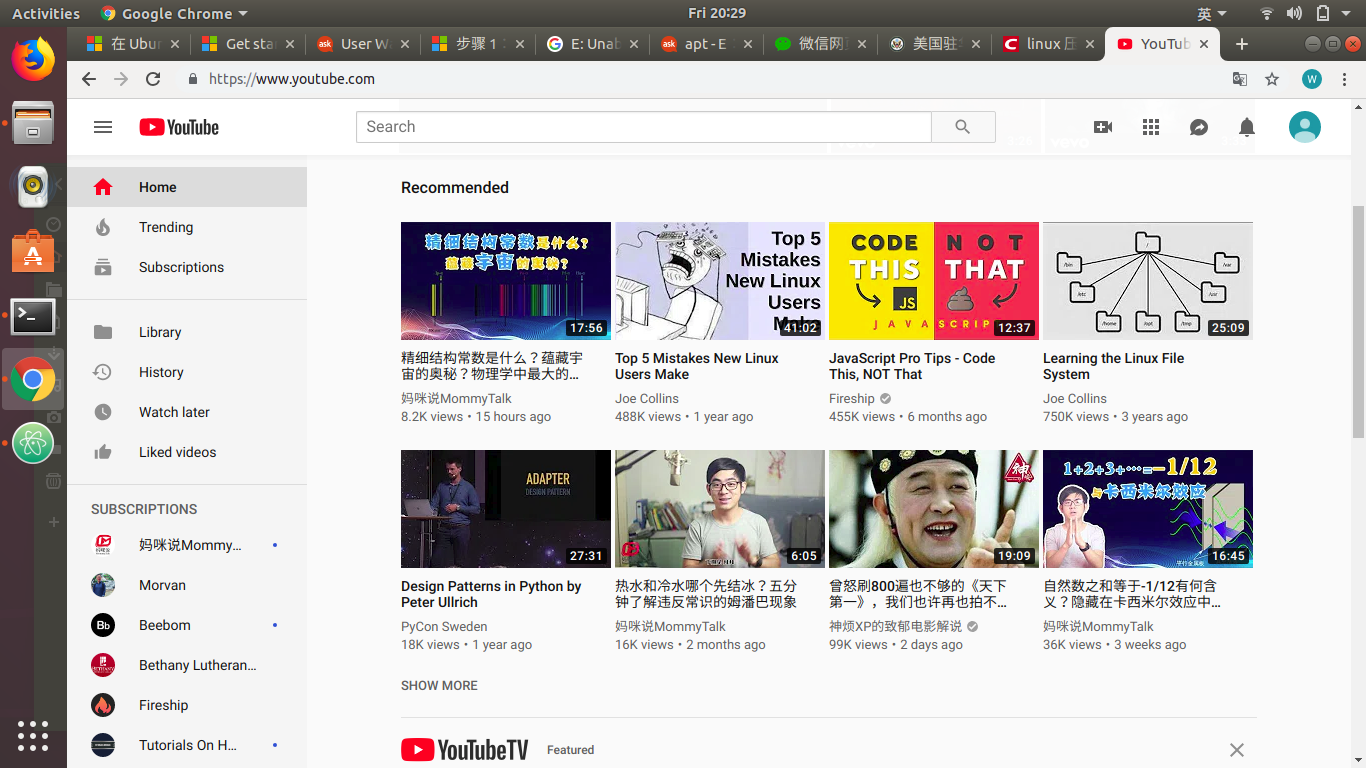 Activities
Google Chrome
Fri 20:29
英
在 Ubun
Get star
User Wa
步骤 1
E: Unab
apt - E
微信网
美国驻
linux 压
YouTub
https://www.youtube.com
W
YouTube
Search
Home
Trending
Subscriptions
Library
History
Watch later
Liked videos
SUBSCRIPTIONS
妈咪说Mommy...
Morvan
Beebom
Bethany Lutheran...
Fireship
Tutorials On H...
Recommended
精细结构常数是什么?
蕴藏宇宙的奥秘?
17:56
精细结构常数是什么？蕴藏宇
宙的奥秘？物理学中最大的...
妈咪说MommyTalk
8.2K views • 15 hours ago
Top 5
Mistakes
New Linux
Users
Make
41:02
Top 5 Mistakes New Linux
Users Make
Joe Collins
488K views • 1 year ago
CODE
THIS
NOT
THAT
JS
JAVASCRIP
12:37
JavaScript Pro Tips - Code
This, NOT That
Fireship
455K views • 6 months ago
/
/bin
/etc
/home
/opt
/tmp
/usr
/var
25:09
Learning the Linux File
System
Joe Collins
750K views • 3 years ago
ADAPTER
DESIGN PATTERN
27:31
Design Patterns in Python by
Peter Ullrich
PyCon Sweden
18K views • 1 year ago
6:05
热水和冷水哪个先结冰？五分
钟了解违反常识的姆潘巴现象
妈咪说MommyTalk
16K views • 2 months ago
神
19:09
曾怒刷800遍也不够的《天下
第一》，我们也许再也拍不...
神烦XP的致郁电影解说
99K views • 2 days ago
1+2+3+…=-1/12
与卡西米尔效应
平行金属板
16:45
自然数之和等于-1/12有何含
义？隐藏在卡西米尔效应中...
妈咪说MommyTalk
36K views • 3 weeks ago
SHOW MORE
YouTubeTV
Featured